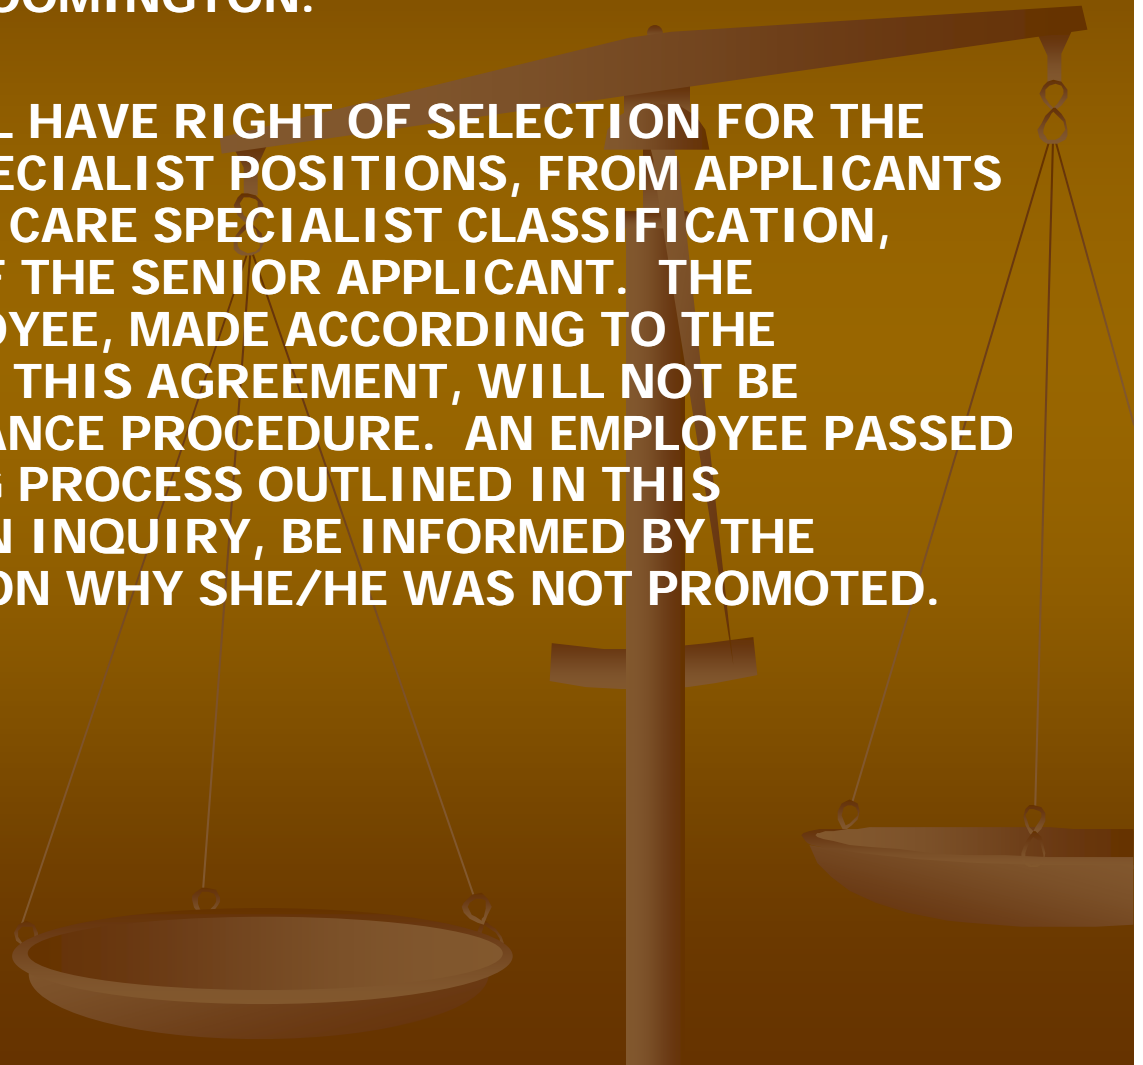 OOMINGTON.
L HAVE RIGHT OF SELECTION FOR THE
ECIALIST POSITIONS, FROM APPLICANTS
CARE SPECIALIST CLASSIFICATION,
F THE SENIOR APPLICANT. THE
OYEE, MADE ACCORDING TO THE
THIS AGREEMENT, WILL NOT BE
ANCE PROCEDURE. AN EMPLOYEE PASSED
G PROCESS OUTLINED IN THIS
N INQUIRY, BE INFORMED BY THE
ON WHY SHE/HE WAS NOT PROMOTED.